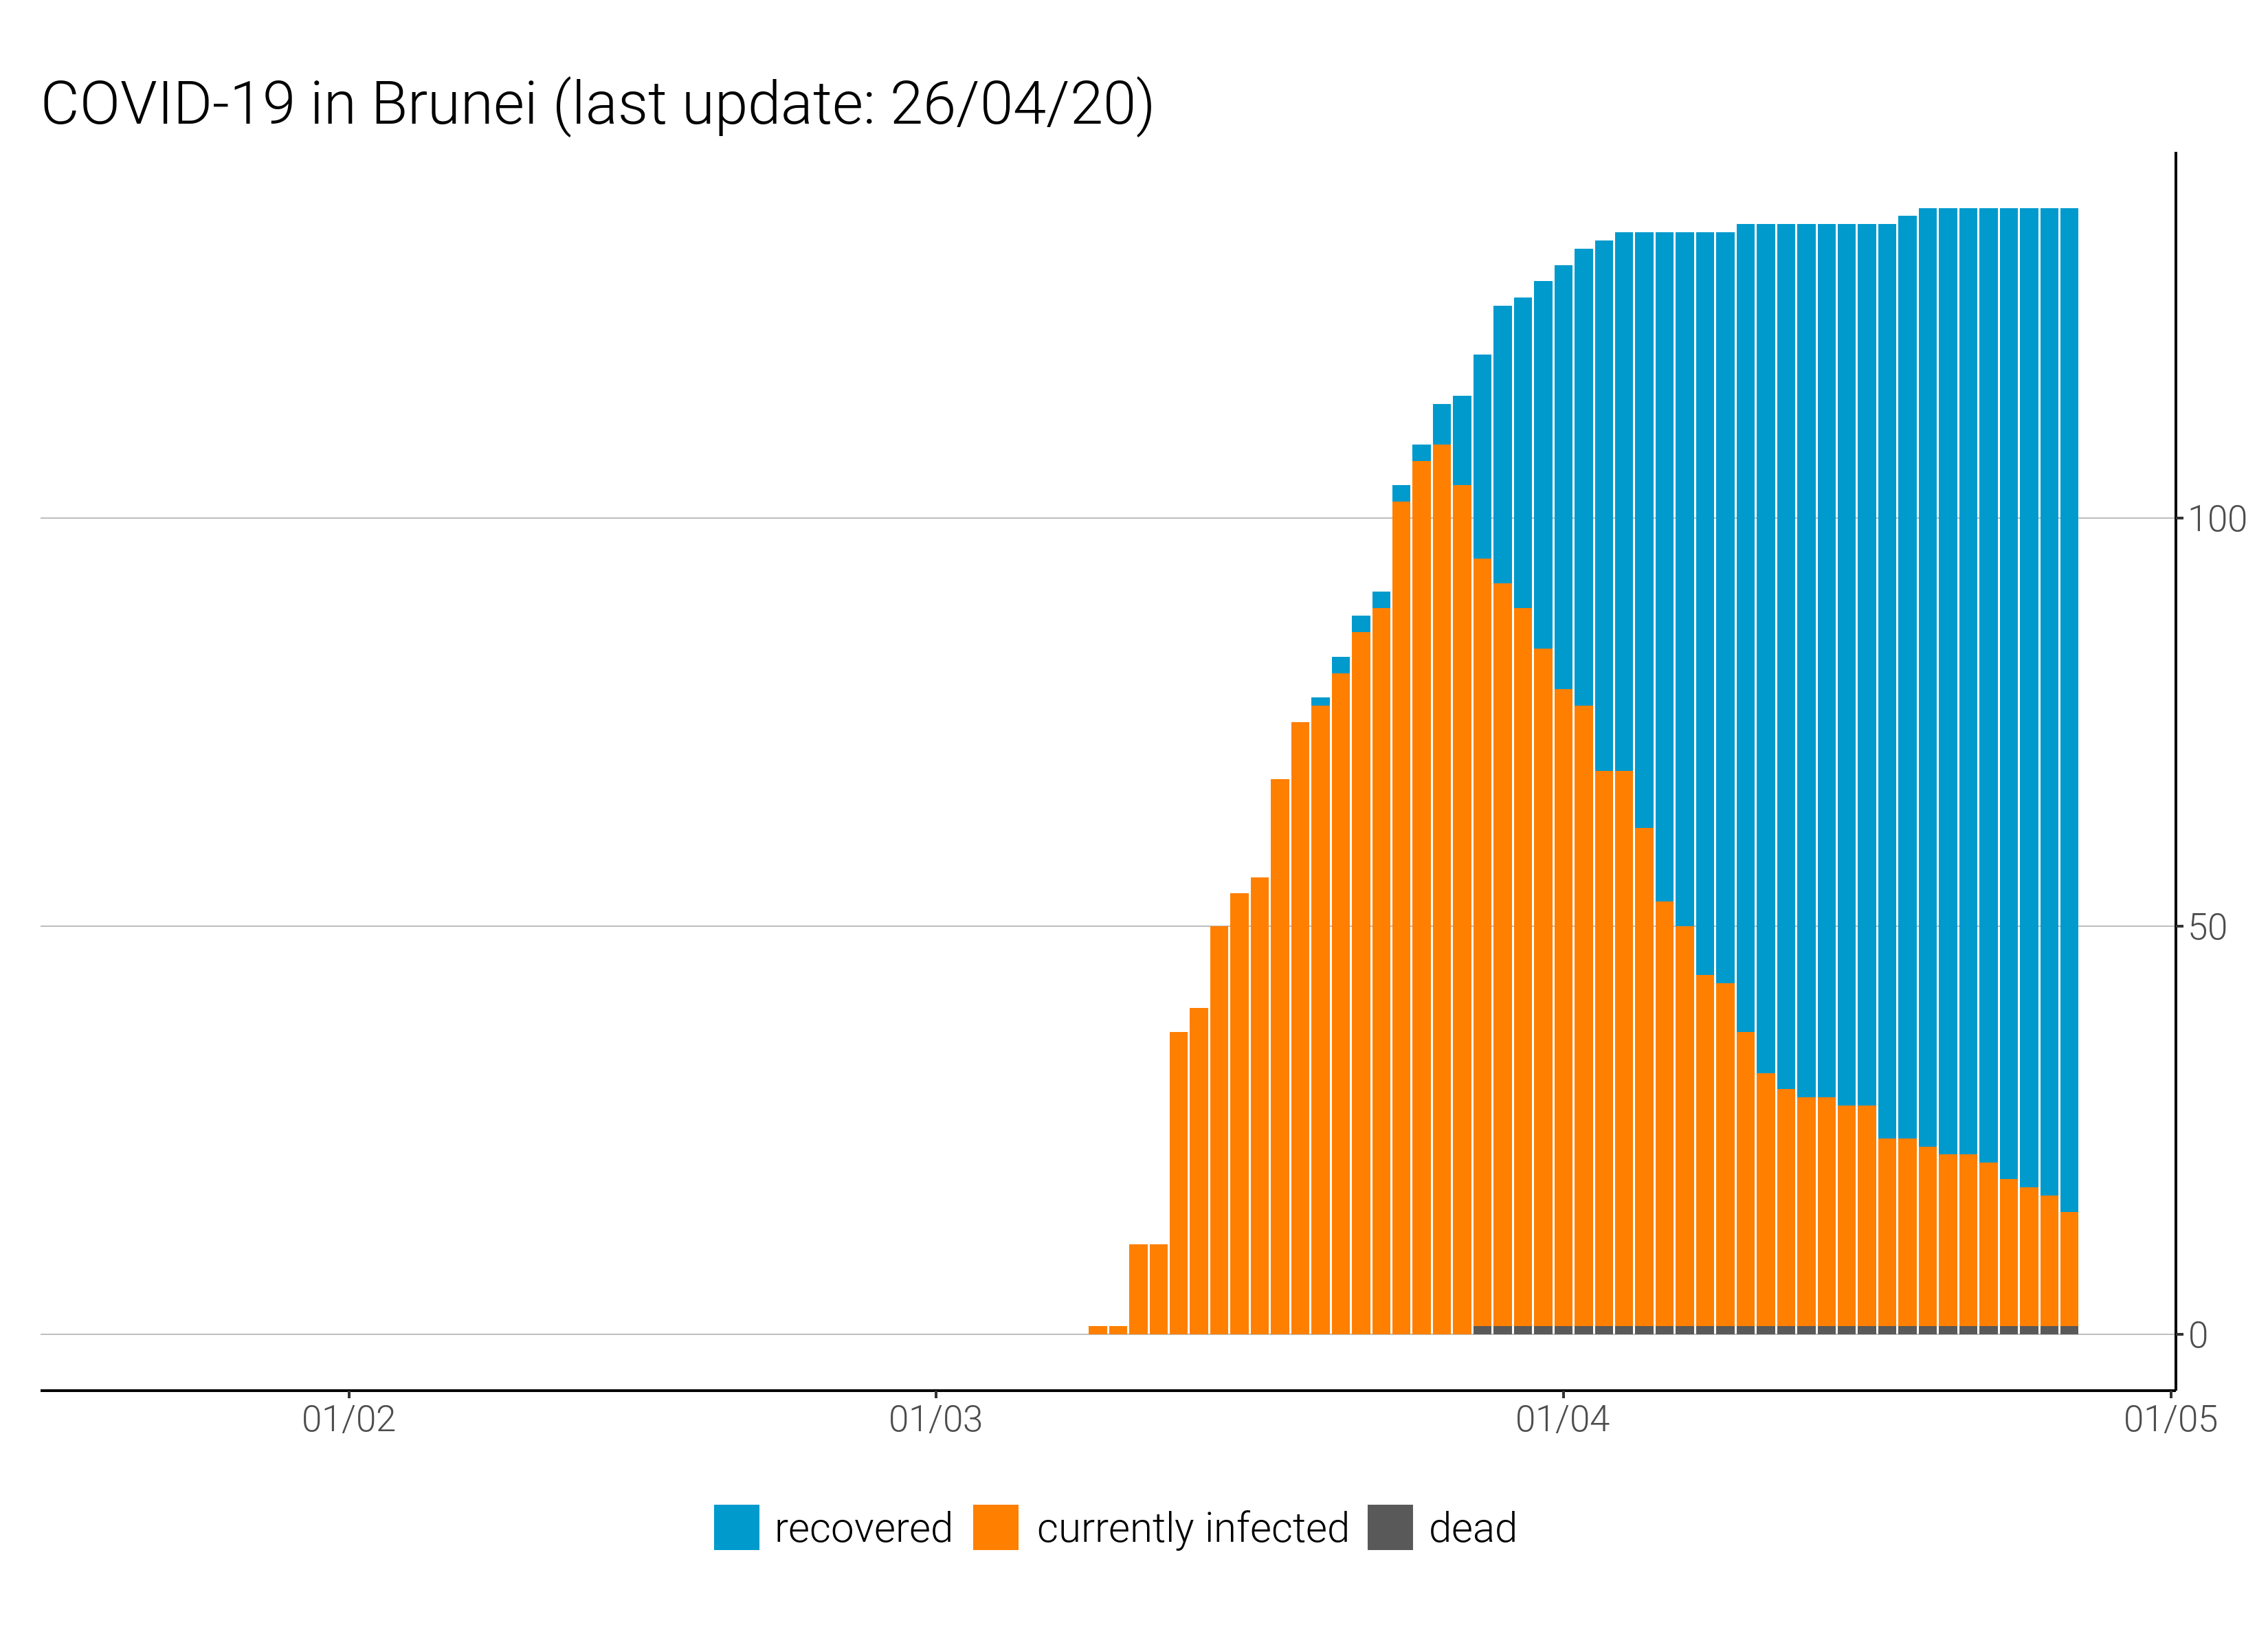 COVID-19 in Brunei (last update: 26/04/20)
100
50
0
01/02 01/03 01/04 01/05
recovered currently infected dead